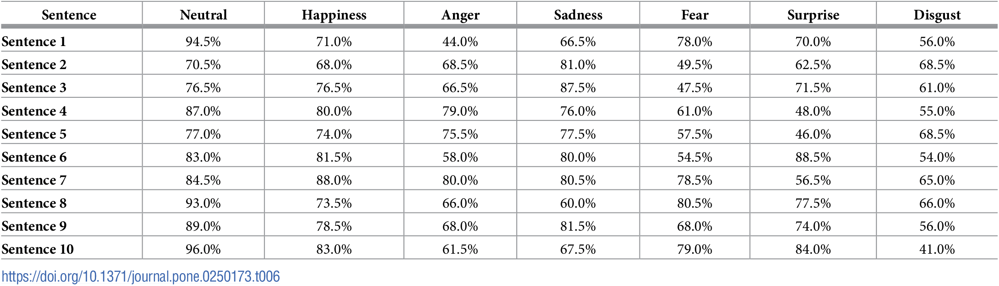 Sentence Neutral Happiness Anger Sadness Fear Surprise Disgust
Sentence 1 94.5% 71.0% 44.0% 66.5% 78.0% 70.0% 56.0%
Sentence 2 70.5% 68.0% 68.5% 81.0% 49.5% 62.5% 68.5%
Sentence 3 76.5% 76.5% 66.5% 87.5% 47.5% 71.5% 61.0%
Sentence 4 87.0% 80.0% 79.0% 76.0% 61.0% 48.0% 55.0%
Sentence 5 77.0% 74.0% 75.5% 77.5% 57.5% 46.0% 68.5%
Sentence 6 83.0% 81.5% 58.0% 80.0% 54.5% 88.5% 54.0%
Sentence 7 84.5% 88.0% 80.0% 80.5% 78.5% 56.5% 65.0%
Sentence 8 93.0% 73.5% 66.0% 60.0% 80.5% 77.5% 66.0%
Sentence 9 89.0% 78.5% 68.0% 81.5% 68.0% 74.0% 56.0%
Sentence 10 96.0% 83.0% 61.5% 67.5% 79.0% 84.0% 41.0%
https://doi.org/10.1371/journal.pone.0250173.t006